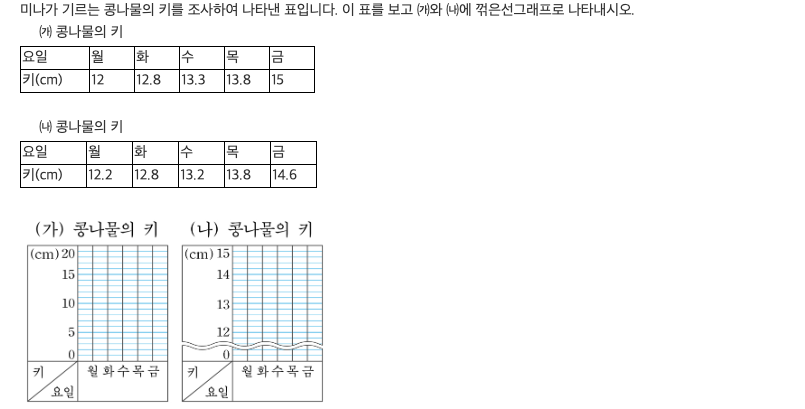 미나가 기르는 콩나물의 키를 조사하여 나타낸 표입니다. 이 표를 보고 ㈎와 ㈏에 꺾은선그래프로 나타내시오.
㈎ 콩나물의 키
요일 월 화 수 목 금
키(cm) 12 12.8 13.3 13.8 15
㈏ 콩나물의 키
요일 월 화 수 목 금
키(cm) 12.2 12.8 13.2 13.8 14.6
(가) 콩나물의 키
(cm) 20
15
10
5
0
키 월 화 수 목 금
요일
(나) 콩나물의 키
(cm) 15
14
13
12
0
키 월 화 수 목 금
요일